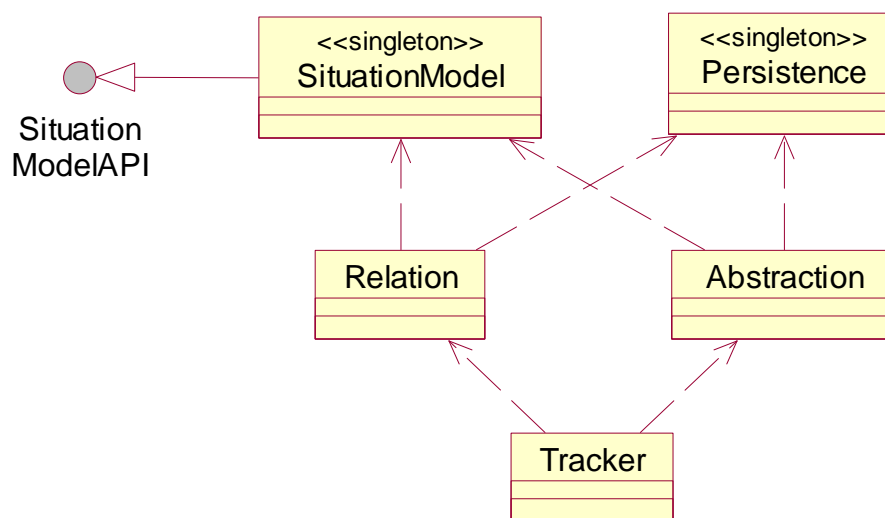 <<singleton>>
SituationModel
<<singleton>>
Persistence
Situation
ModelAPI
Relation
Abstraction
Tracker